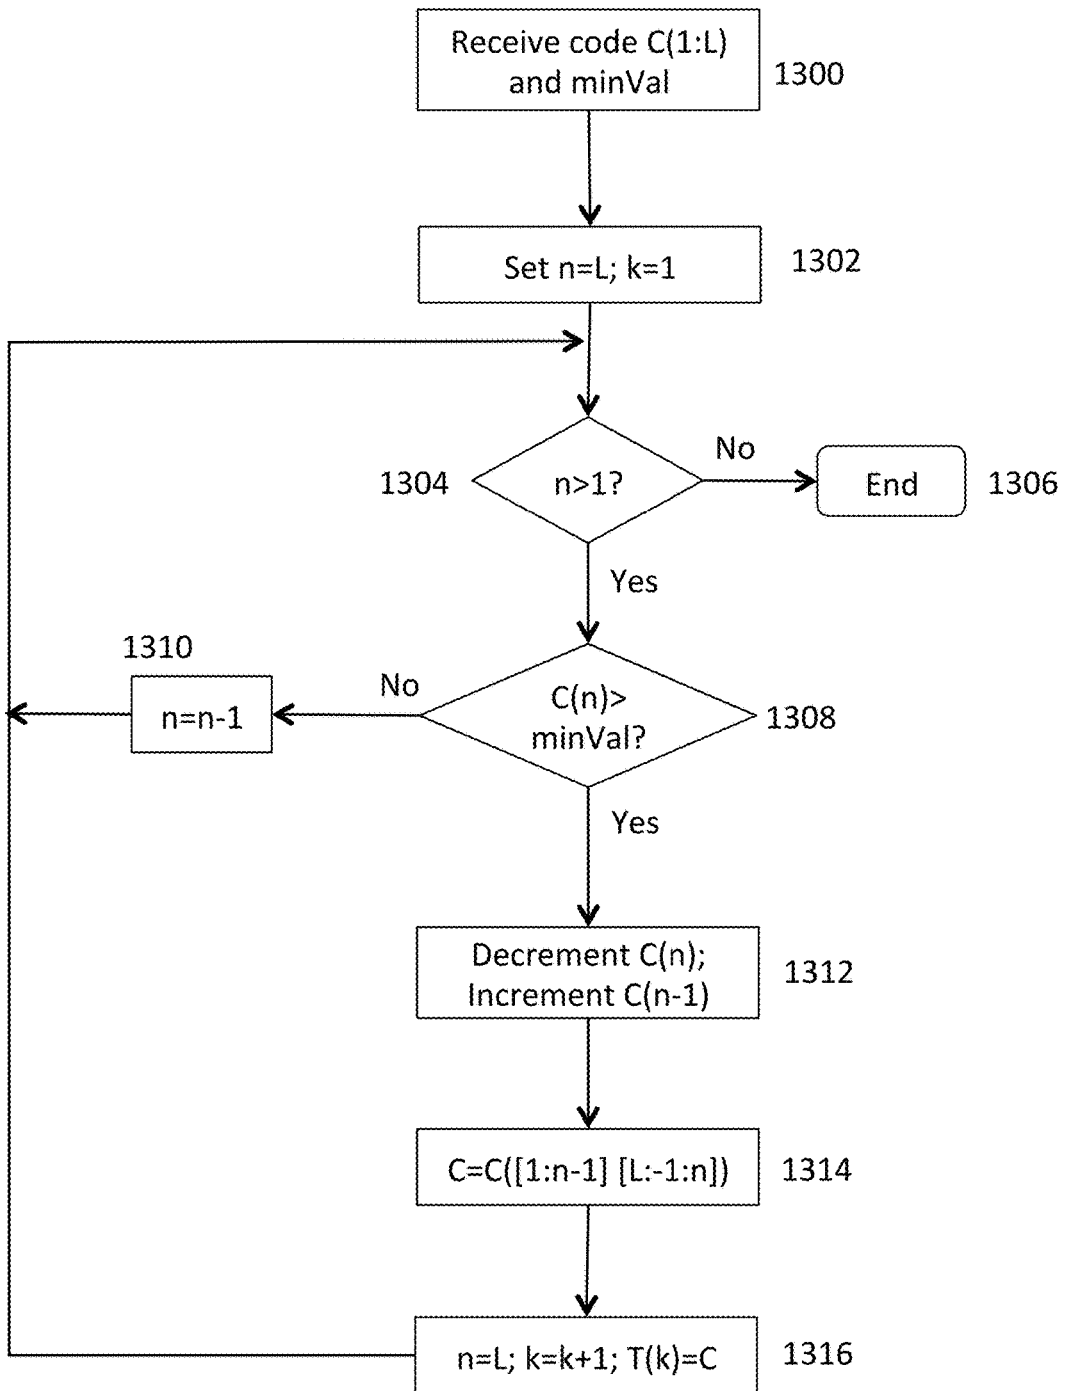 Receive code C(1:L)
and minVal
1300
Set n=L; k=1
1302
1304
n>1?
No
End
1306
Yes
1310
n=n-1
No
C(n)>
minVal?
1308
Yes
Decrement C(n);
Increment C(n-1)
1312
C=C([1:n-1] [L:-1:n])
1314
n=L; k=k+1; T(k)=C
1316